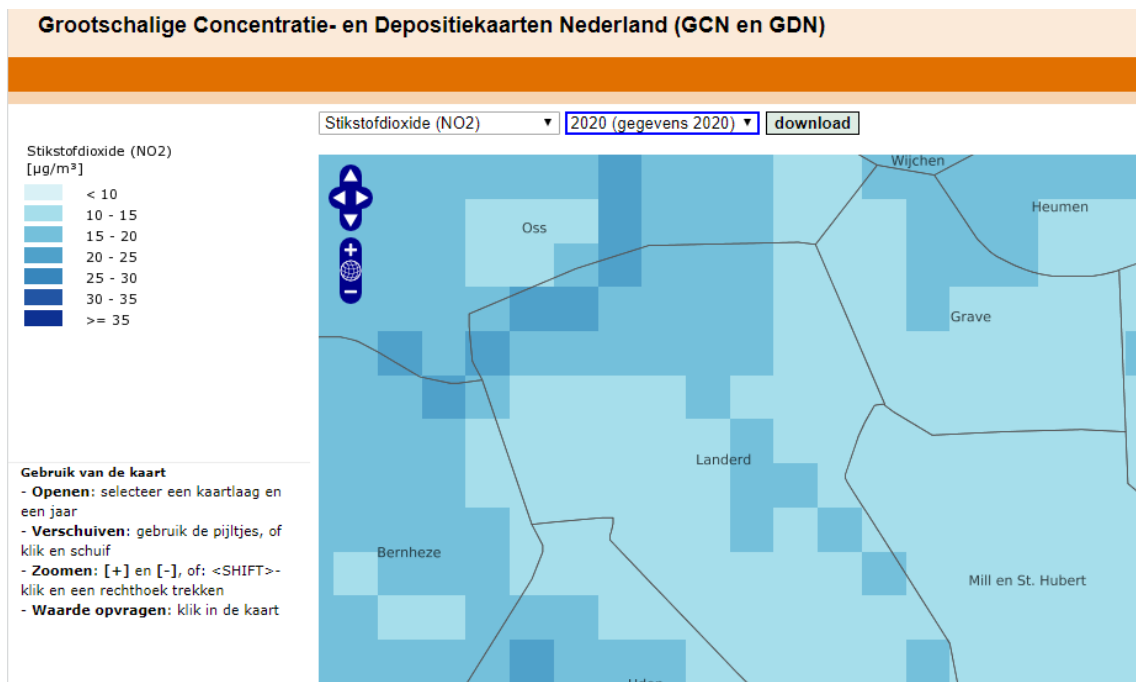 Grootschalige Concentratie- en Depositiekaarten Nederland (GCN en GDN)
Stikstofdioxide (NO2)
2020 (gegevens 2020)
download
Stikstofdioxide (NO2)
[µg/m³]
< 10
10 - 15
15 - 20
20 - 25
25 - 30
30 - 35
>= 35
Wijchen
Heumen
Oss
Grave
Landerd
Bernheze
Mill en St. Hubert
Uden
Gebruik van de kaart
- Openen: selecteer een kaartlaag en
een jaar
- Verschuiven: gebruik de pijltjes, of
klik en schuif
- Zoomen: [+] en [-], of: <SHIFT>-
klik en een rechthoek trekken
- Waarde opvragen: klik in de kaart